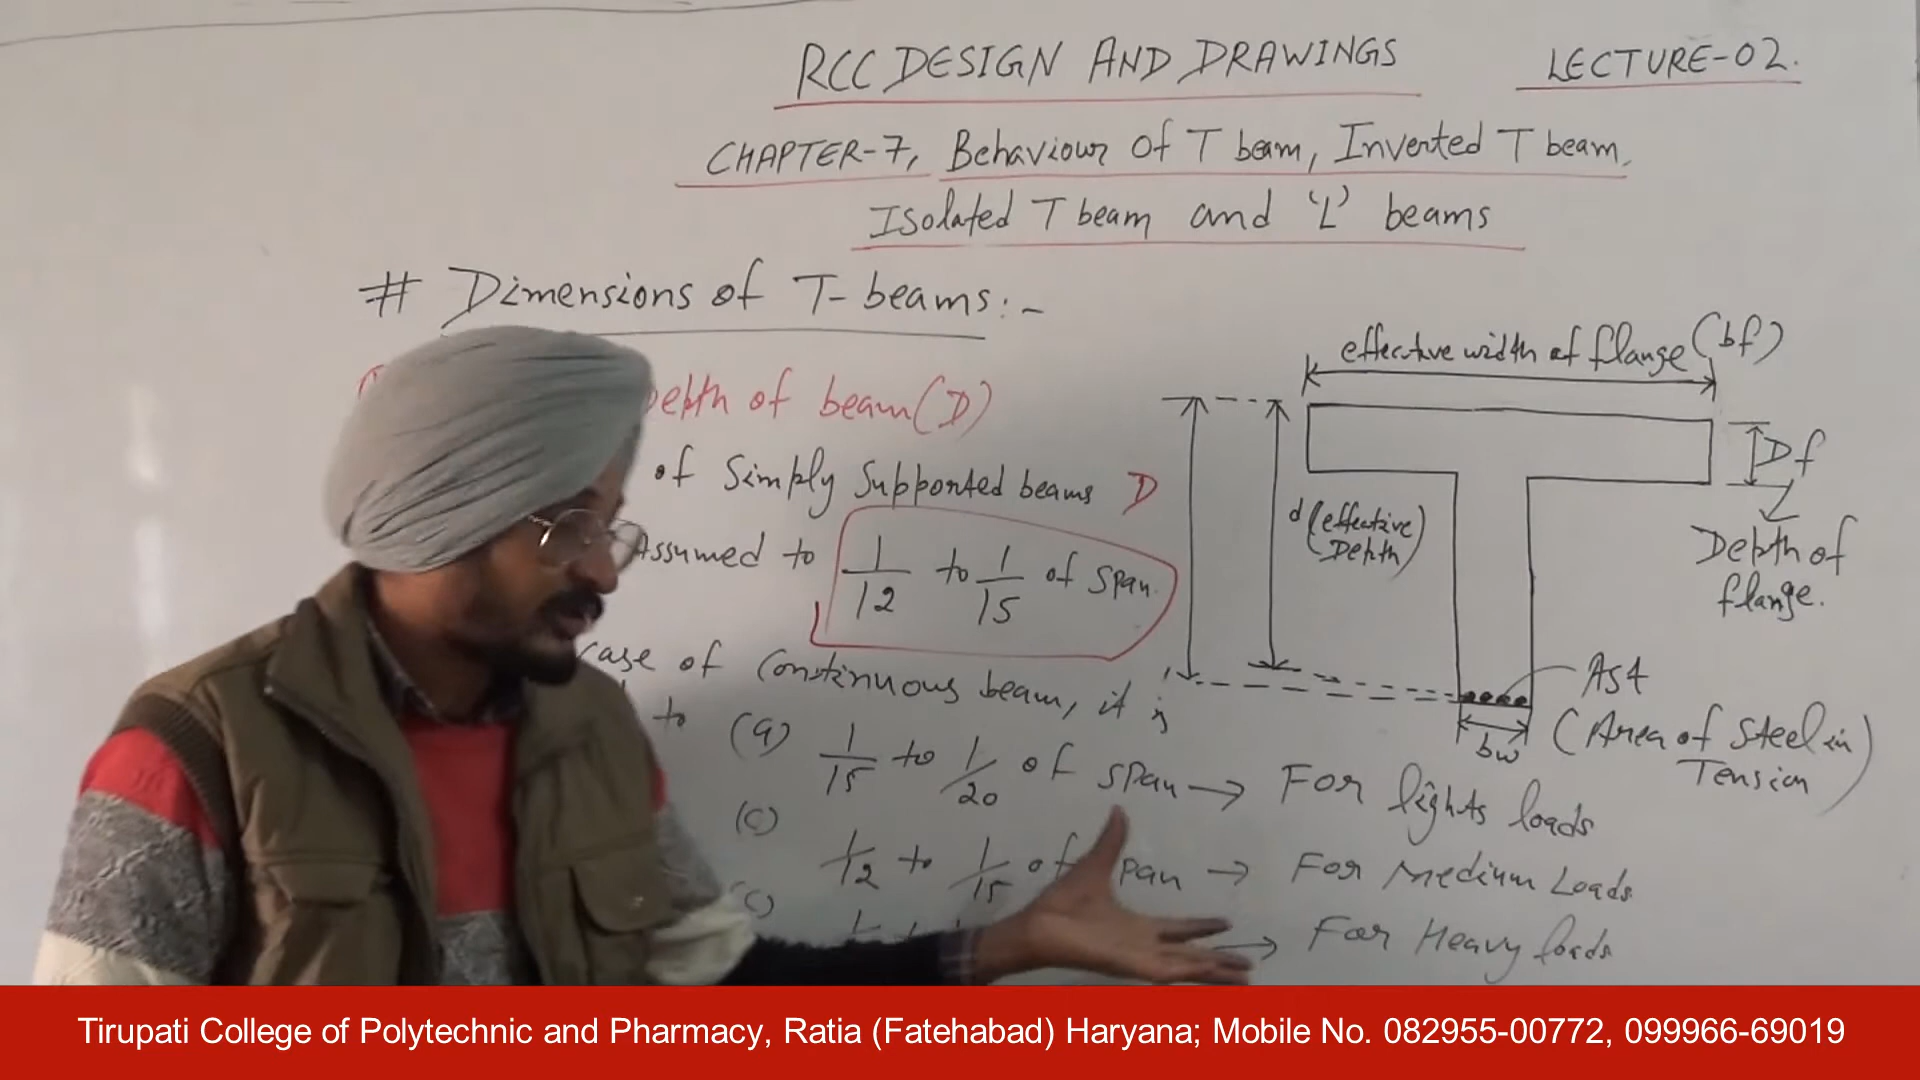 RCC DESIGN AND DRAWINGS LECTURE-02.
CHAPTER-7, Behaviour Of T beam, Inverted T beam,
Isolated T beam and 'L' beams
# Dimensions of T-beams:-
effective width of flange (bf)
epth of beam (D)
of Simply Supported beams D
Df
d (effective Depth)
Depth of flange.
Assumed to 1/12 to 1/15 of span.
case of Constinuous beam, it is
to (a) 1/15 to 1/20 of span → For lights loads
Ast
(Area of Steel in Tension)
bw
(c) 1/12 to 1/15 of pan → For Medium Loads
(c) → For Heavy loads
Tirupati College of Polytechnic and Pharmacy, Ratia (Fatehabad) Haryana; Mobile No. 082955-00772, 099966-69019